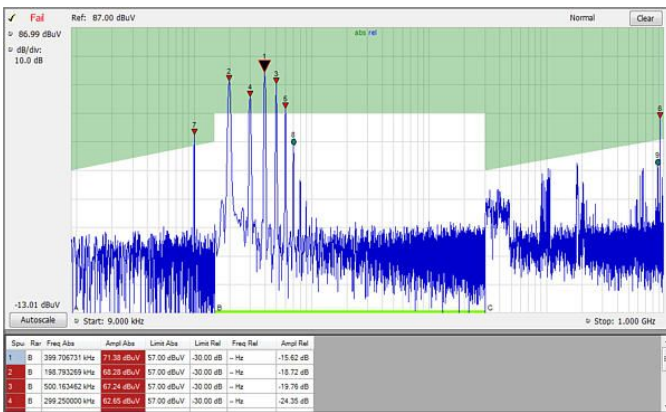 ✓ Fai Ref: 87.00 dBuV Normal Clear
86.99 dBuV abs rel
dB/div:
10.0 dB
1
2
3
4
6
7
8
8
9
-13.01 dBuV A B C
Autoscale Start: 9.000 kHz Stop: 1.000 GHz
Spu Rar Freq Abs Ampl Abs Limit Abs Limit Rel Freq Rel Ampl Rel
1 B 399.706731 kHz 71.38 dBuV 57.00 dBuV -30.00 dB -- Hz -15.62 dB
2 B 198.793269 kHz 68.28 dBuV 57.00 dBuV -30.00 dB -- Hz -18.72 dB
3 B 500.163462 kHz 67.24 dBuV 57.00 dBuV -30.00 dB -- Hz -19.76 dB
4 B 299.250000 kHz 62.65 dBuV 57.00 dBuV -30.00 dB -- Hz -24.35 dB